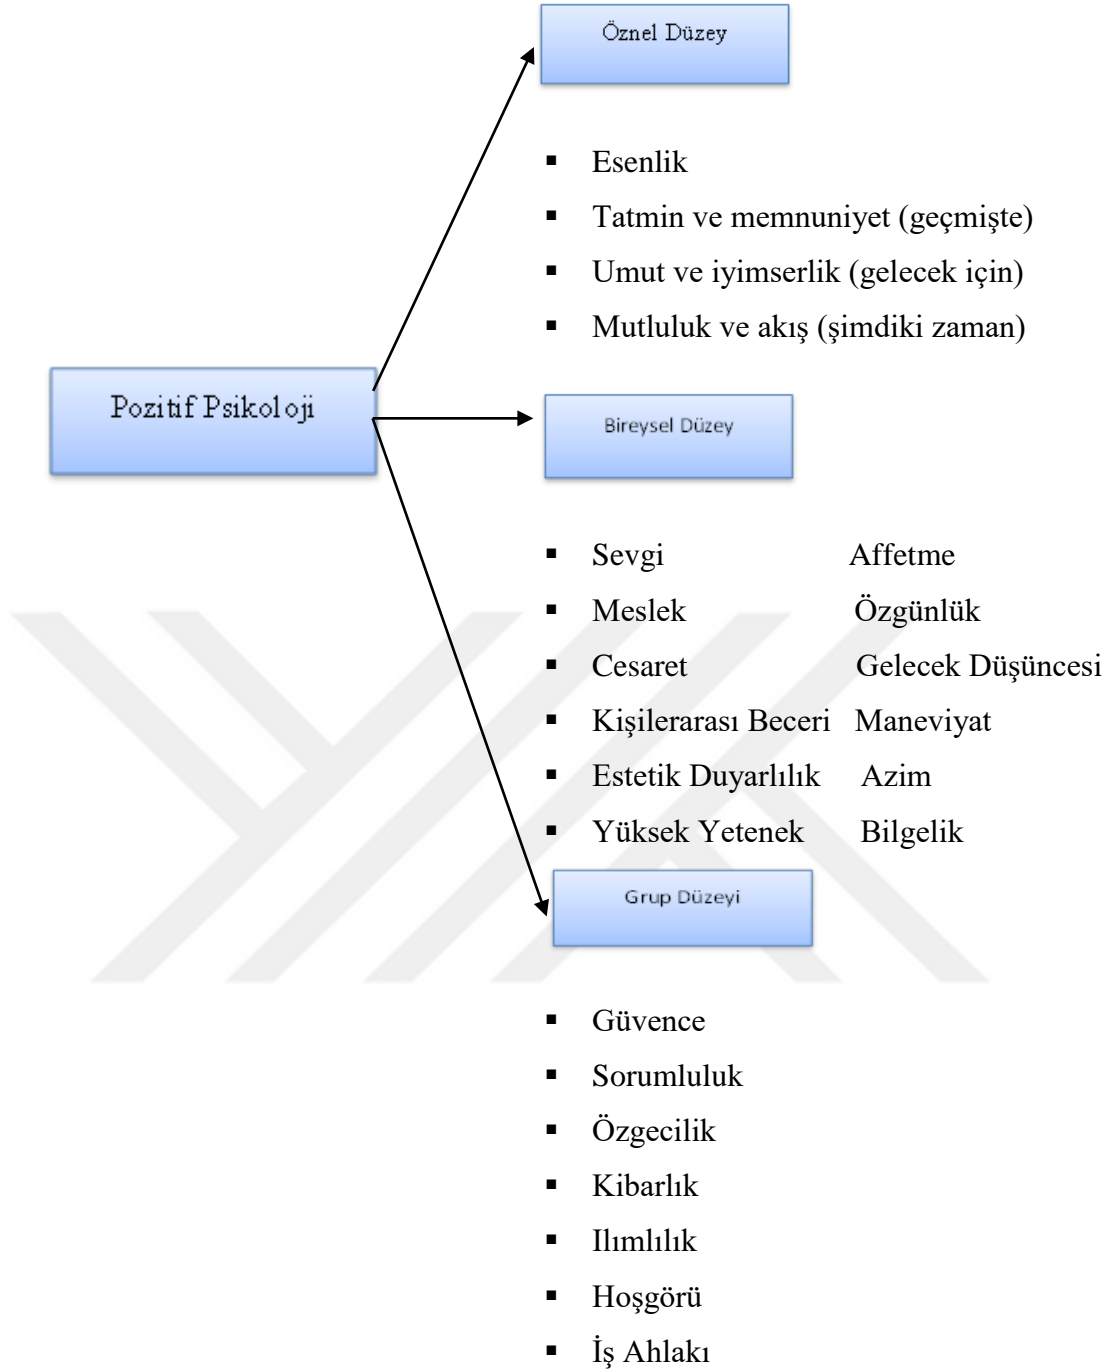 Öznel Düzey
▪ Esenlik
▪ Tatmin ve memnuniyet (geçmişte)
▪ Umut ve iyimserlik (gelecek için)
▪ Mutluluk ve akış (şimdiki zaman)
Pozitif Psikoloji
Bireysel Düzey
▪ Sevgi Affetme
▪ Meslek Özgünlük
▪ Cesaret Gelecek Düşüncesi
▪ Kişilerarası Beceri Maneviyat
▪ Estetik Duyarlılık Azim
▪ Yüksek Yetenek Bilgelik
Grup Düzeyi
▪ Güvence
▪ Sorumluluk
▪ Özgecilik
▪ Kibarlık
▪ Ilımlılık
▪ Hoşgörü
▪ İş Ahlakı